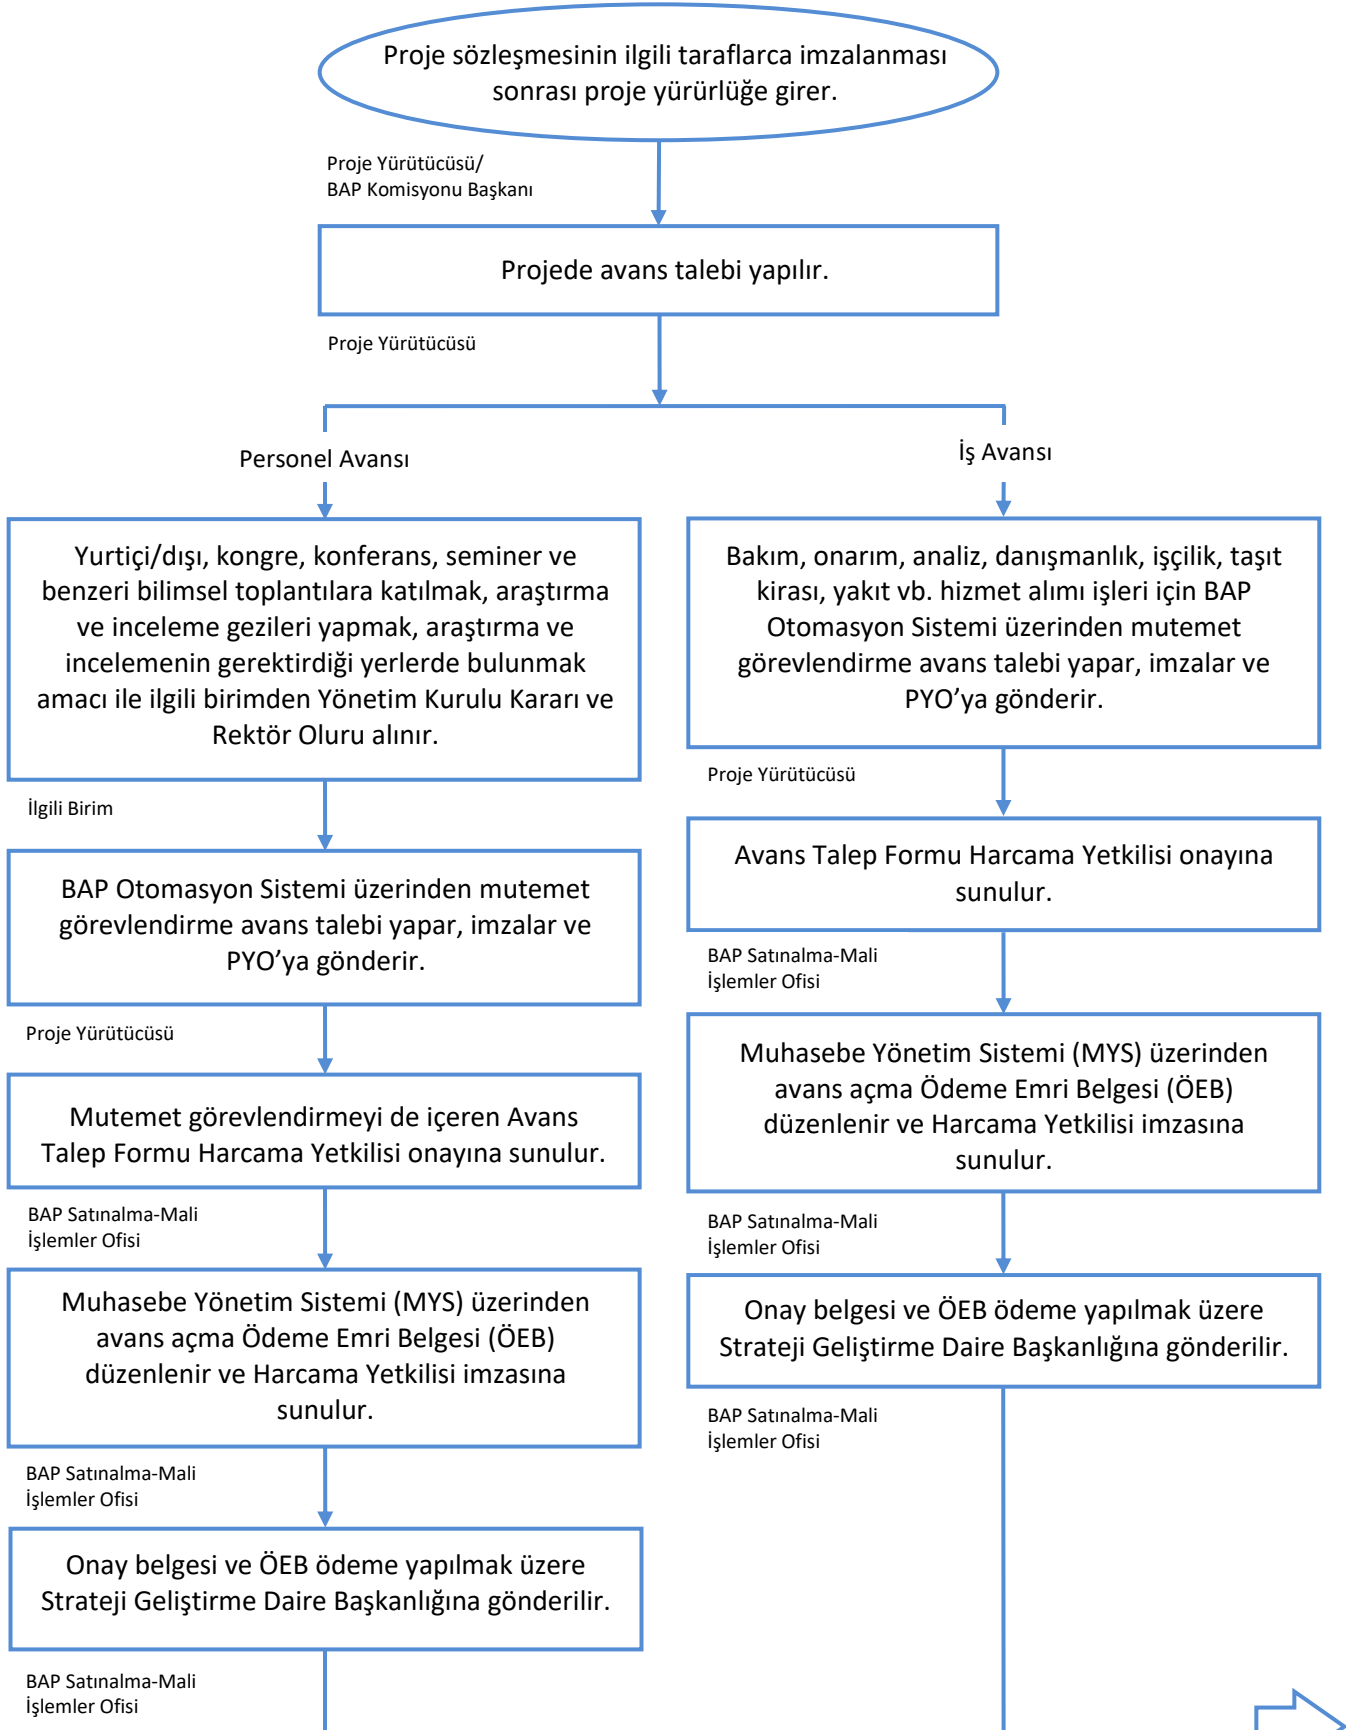 Proje sözleşmesinin ilgili taraflarca imzalanması
sonrası proje yürürlüğe girer.
Proje Yürütücüsü/
BAP Komisyonu Başkanı
Projede avans talebi yapılır.
Proje Yürütücüsü
Personel Avansı
Yurtiçi/dışı, kongre, konferans, seminer ve
benzeri bilimsel toplantılara katılmak, araştırma
ve inceleme gezileri yapmak, araştırma ve
incelemenin gerektirdiği yerlerde bulunmak
amacı ile ilgili birimden Yönetim Kurulu Kararı ve
Rektör Oluru alınır.
İlgili Birim
BAP Otomasyon Sistemi üzerinden mutemet
görevlendirme avans talebi yapar, imzalar ve
PYO’ya gönderir.
Proje Yürütücüsü
Mutemet görevlendirmeyi de içeren Avans
Talep Formu Harcama Yetkilisi onayına sunulur.
BAP Satınalma-Mali
İşlemler Ofisi
Muhasebe Yönetim Sistemi (MYS) üzerinden
avans açma Ödeme Emri Belgesi (ÖEB)
düzenlenir ve Harcama Yetkilisi imzasına
sunulur.
BAP Satınalma-Mali
İşlemler Ofisi
Onay belgesi ve ÖEB ödeme yapılmak üzere
Strateji Geliştirme Daire Başkanlığına gönderilir.
BAP Satınalma-Mali
İşlemler Ofisi
İş Avansı
Bakım, onarım, analiz, danışmanlık, işçilik, taşıt
kirası, yakıt vb. hizmet alımı işleri için BAP
Otomasyon Sistemi üzerinden mutemet
görevlendirme avans talebi yapar, imzalar ve
PYO’ya gönderir.
Proje Yürütücüsü
Avans Talep Formu Harcama Yetkilisi onayına
sunulur.
BAP Satınalma-Mali
İşlemler Ofisi
Muhasebe Yönetim Sistemi (MYS) üzerinden
avans açma Ödeme Emri Belgesi (ÖEB)
düzenlenir ve Harcama Yetkilisi imzasına
sunulur.
BAP Satınalma-Mali
İşlemler Ofisi
Onay belgesi ve ÖEB ödeme yapılmak üzere
Strateji Geliştirme Daire Başkanlığına gönderilir.
BAP Satınalma-Mali
İşlemler Ofisi